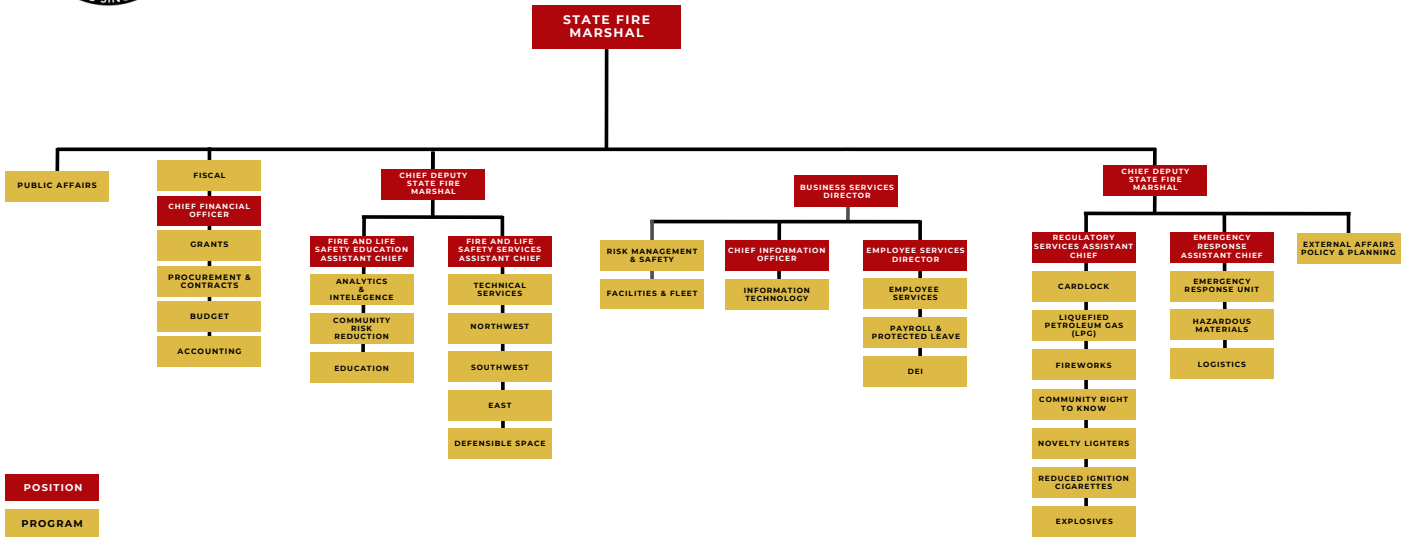 STATE FIRE
MARSHAL
PUBLIC AFFAIRS
FISCAL
CHIEF FINANCIAL
OFFICER
GRANTS
PROCUREMENT &
CONTRACTS
BUDGET
ACCOUNTING
CHIEF DEPUTY
STATE FIRE
MARSHAL
FIRE AND LIFE
SAFETY EDUCATION
ASSISTANT CHIEF
ANALYTICS
&
INTELEGENCE
COMMUNITY
RISK
REDUCTION
EDUCATION
FIRE AND LIFE
SAFETY SERVICES
ASSISTANT CHIEF
TECHNICAL
SERVICES
NORTHWEST
SOUTHWEST
EAST
DEFENSIBLE SPACE
BUSINESS SERVICES
DIRECTOR
RISK MANAGEMENT
& SAFETY
FACILITIES & FLEET
CHIEF INFORMATION
OFFICER
INFORMATION
TECHNOLOGY
EMPLOYEE SERVICES
DIRECTOR
EMPLOYEE
SERVICES
PAYROLL &
PROTECTED LEAVE
DEI
CHIEF DEPUTY
STATE FIRE
MARSHAL
REGULATORY
SERVICES ASSISTANT
CHIEF
CARDLOCK
LIQUEFIED
PETROLEUM GAS
(LPG)
FIREWORKS
COMMUNITY RIGHT
TO KNOW
NOVELTY LIGHTERS
REDUCED IGNITION
CIGARETTES
EXPLOSIVES
EMERGENCY
RESPONSE
ASSISTANT CHIEF
EMERGENCY
RESPONSE UNIT
HAZARDOUS
MATERIALS
LOGISTICS
EXTERNAL AFFAIRS
POLICY & PLANNING
POSITION
PROGRAM